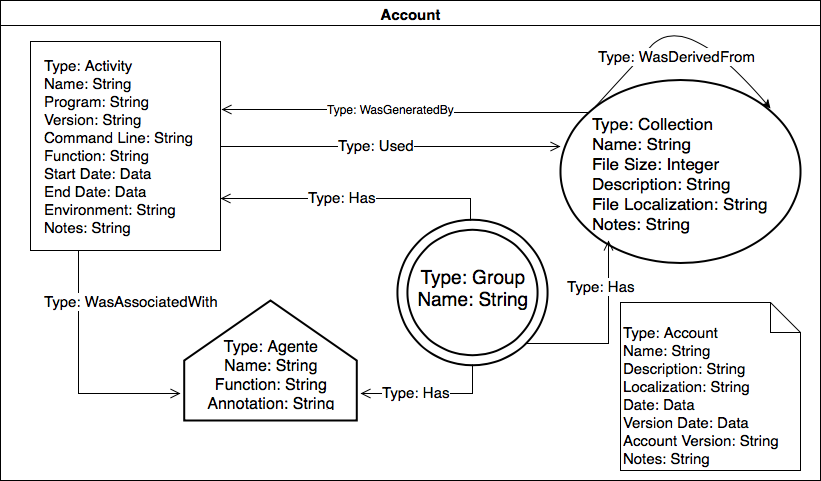 Account
Type: Activity
Name: String
Program: String
Version: String
Command Line: String
Function: String
Start Date: Data
End Date: Data
Environment: String
Notes: String
Type: WasDerivedFrom
Type: WasGeneratedBy
Type: Used
Type: Collection
Name: String
File Size: Integer
Description: String
File Localization: String
Notes: String
Type: Has
Type: Group
Name: String
Type: Has
Type: WasAssociatedWith
Type: Agente
Name: String
Function: String
Annotation: String
Type: Has
Type: Account
Name: String
Description: String
Localization: String
Date: Data
Version Date: Data
Account Version: String
Notes: String